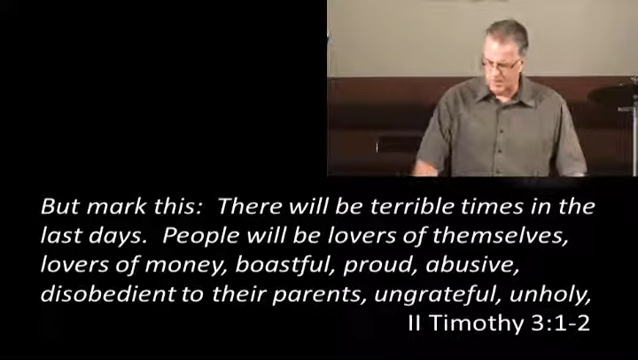 But mark this:  There will be terrible times in the
last days.  People will be lovers of themselves,
lovers of money, boastful, proud, abusive,
disobedient to their parents, ungrateful, unholy,
II Timothy 3:1-2